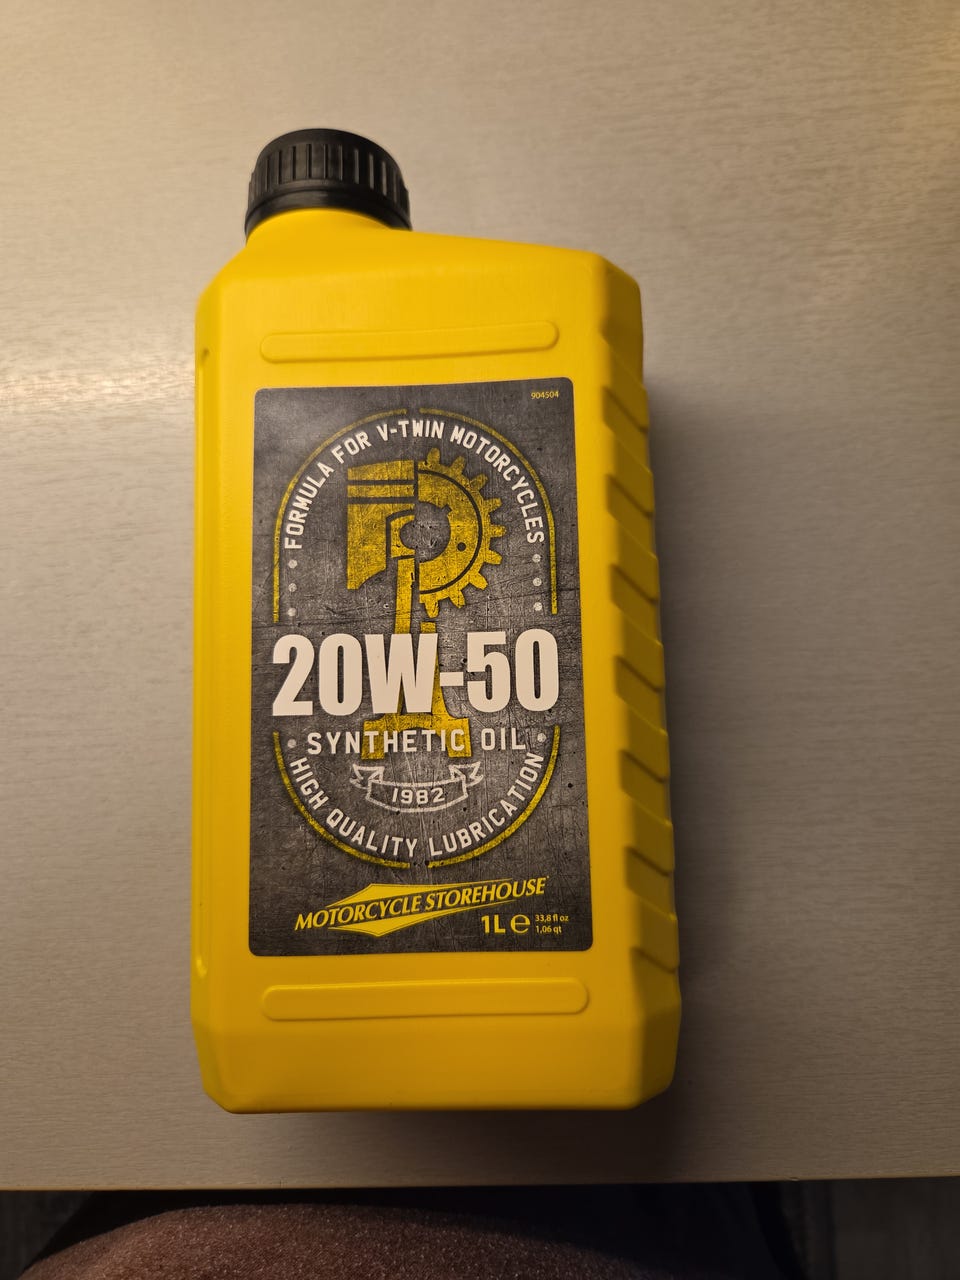 904504
FORMULA FOR V-TWIN MOTORCYCLES
20W-50
SYNTHETIC OIL
1982
HIGH QUALITY LUBRICATION
MOTORCYCLE STOREHOUSE
1L e 33,8 fl oz
1,06 qt